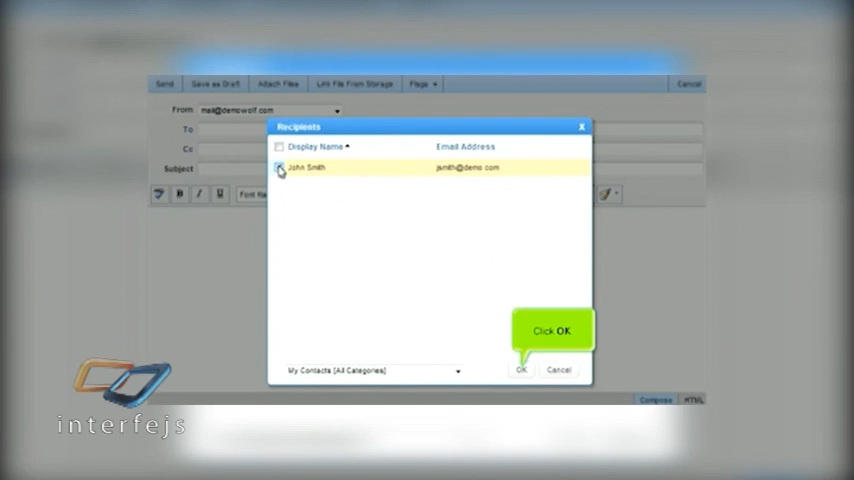 Send Save as Draft Attach Files Link File From Storage Flags Cancel
From mail@demowolf.com
To
Cc
Subject
B I U Font Na
Recipients X
Display Name Email Address
John Smith jsmith@demo.com
Click OK
My Contacts [All Categories] OK Cancel
Compose HTML
interfejs